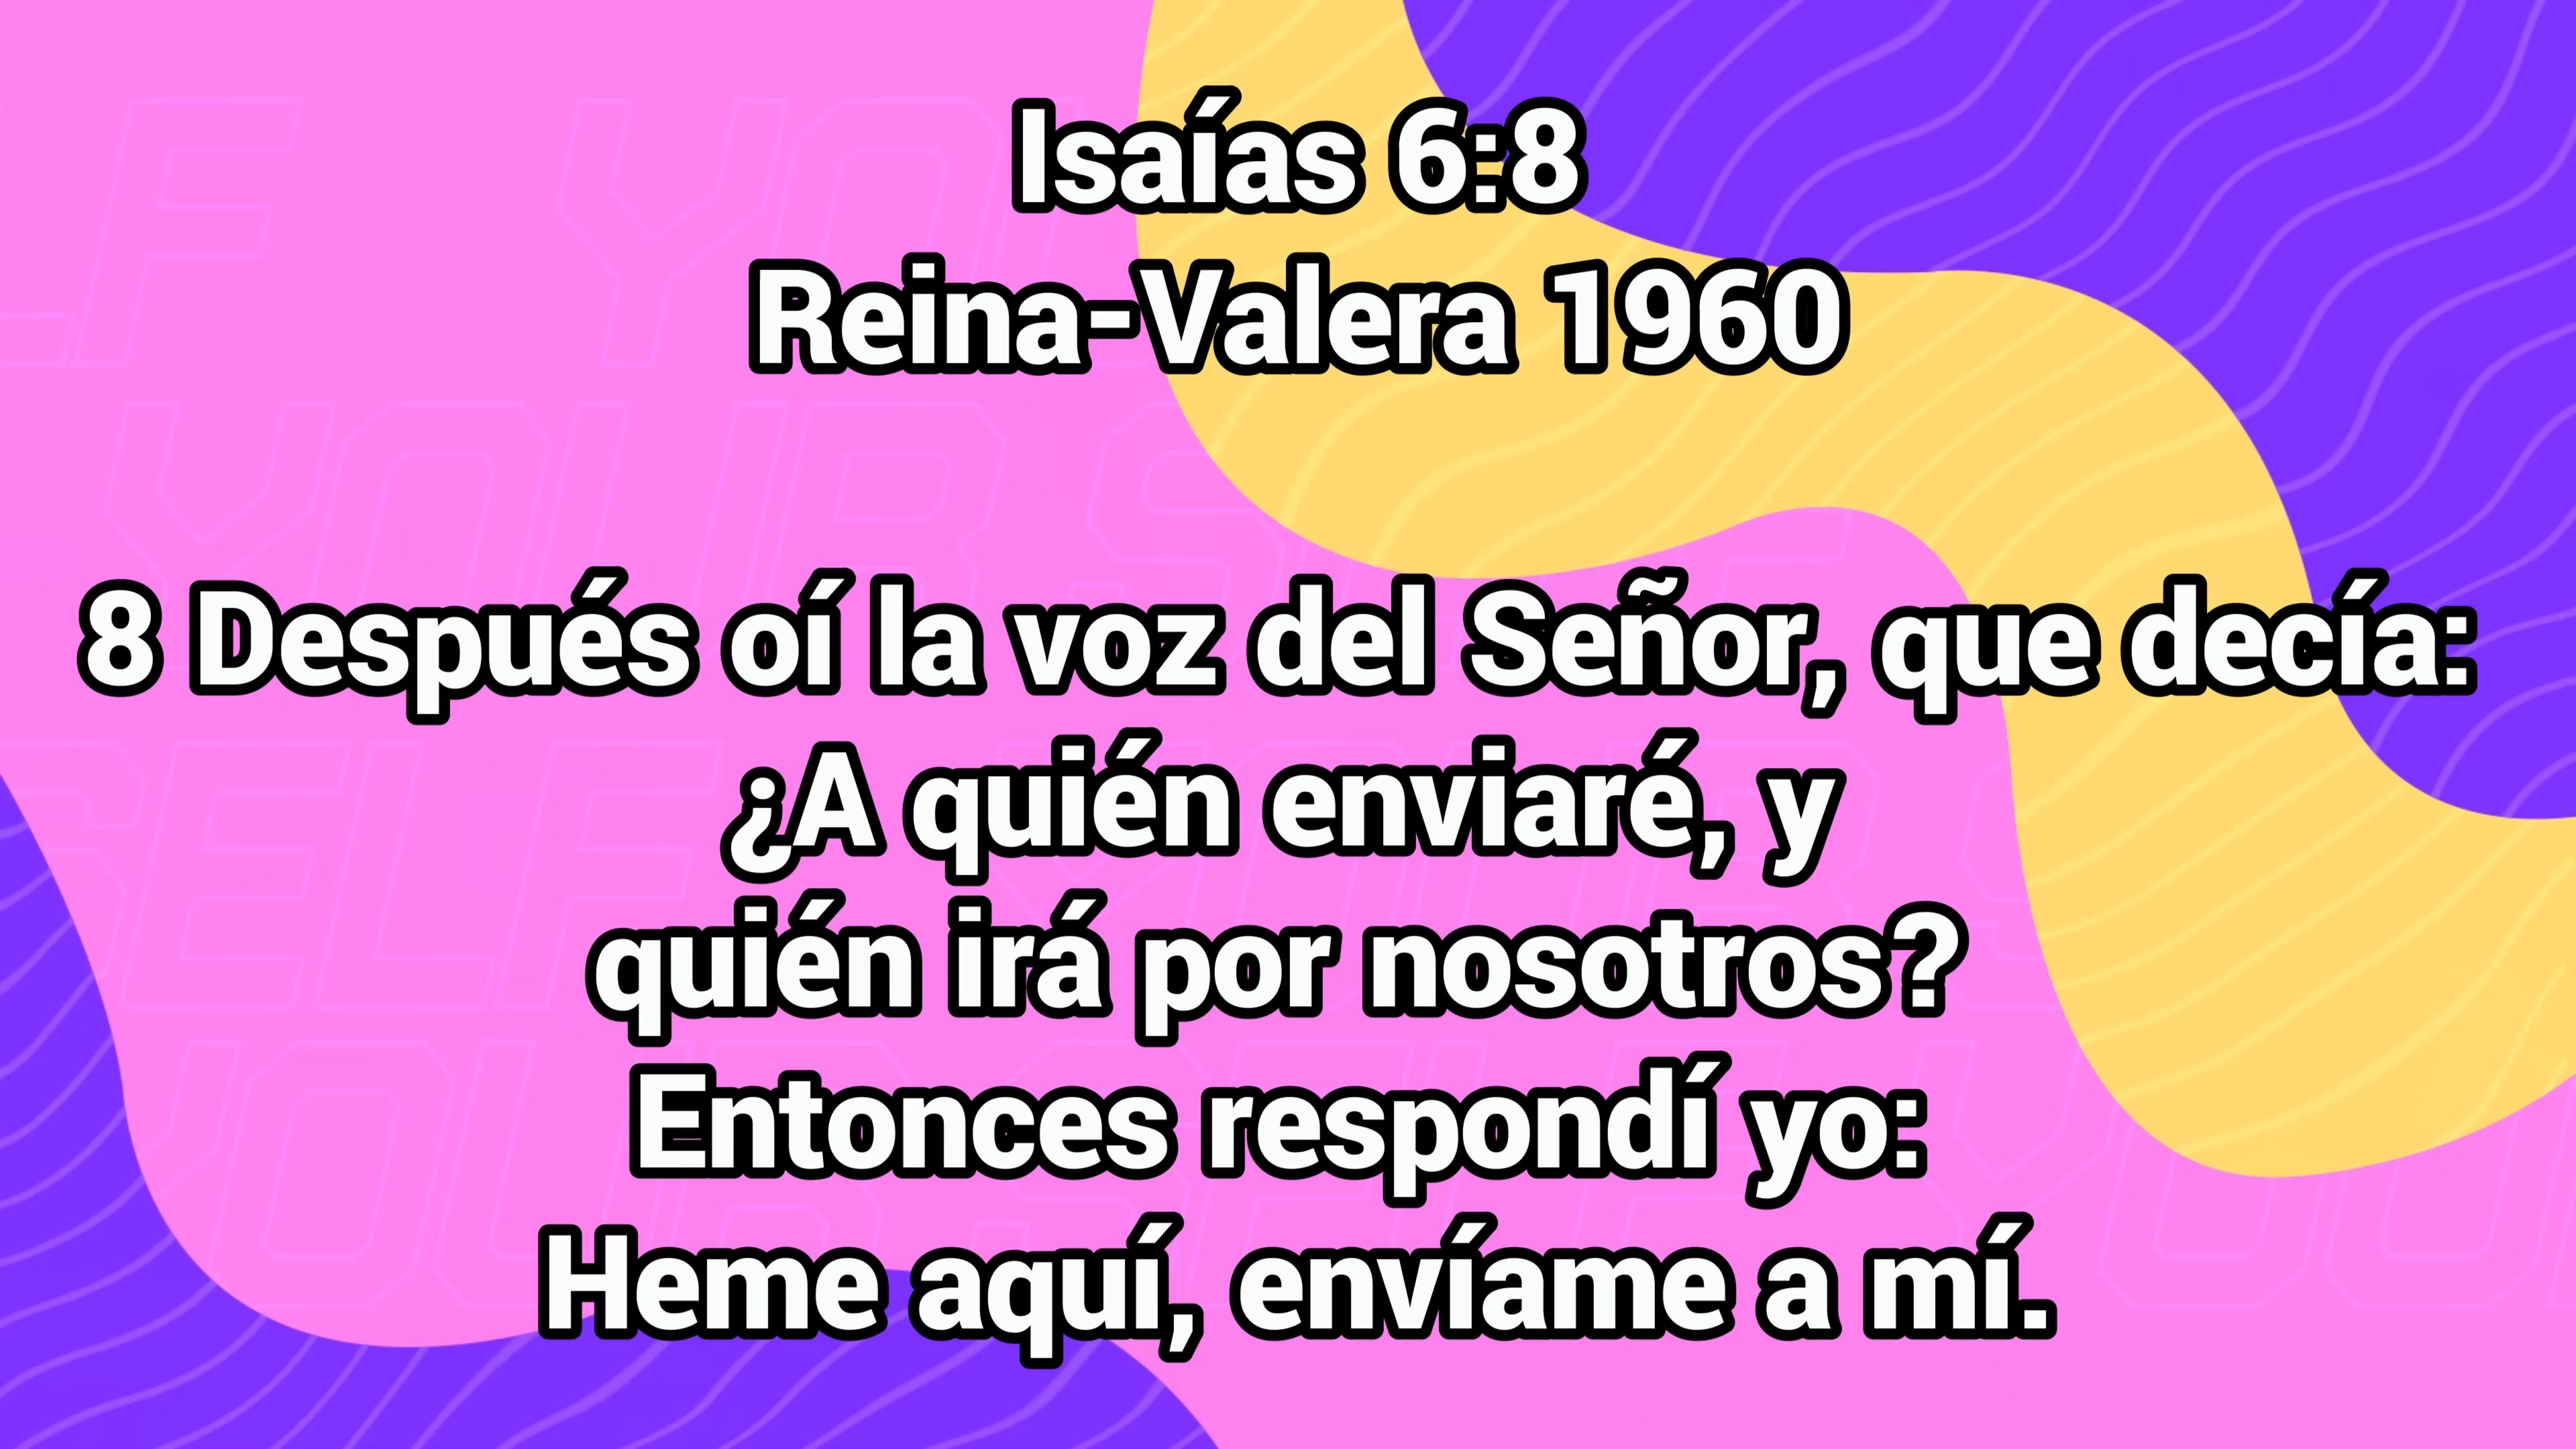 Isaías 6:8
Reina-Valera 1960
8 Después oí la voz del Señor, que decía:
¿A quién enviaré, y
quién irá por nosotros?
Entonces respondí yo:
Heme aquí, envíame a mí.